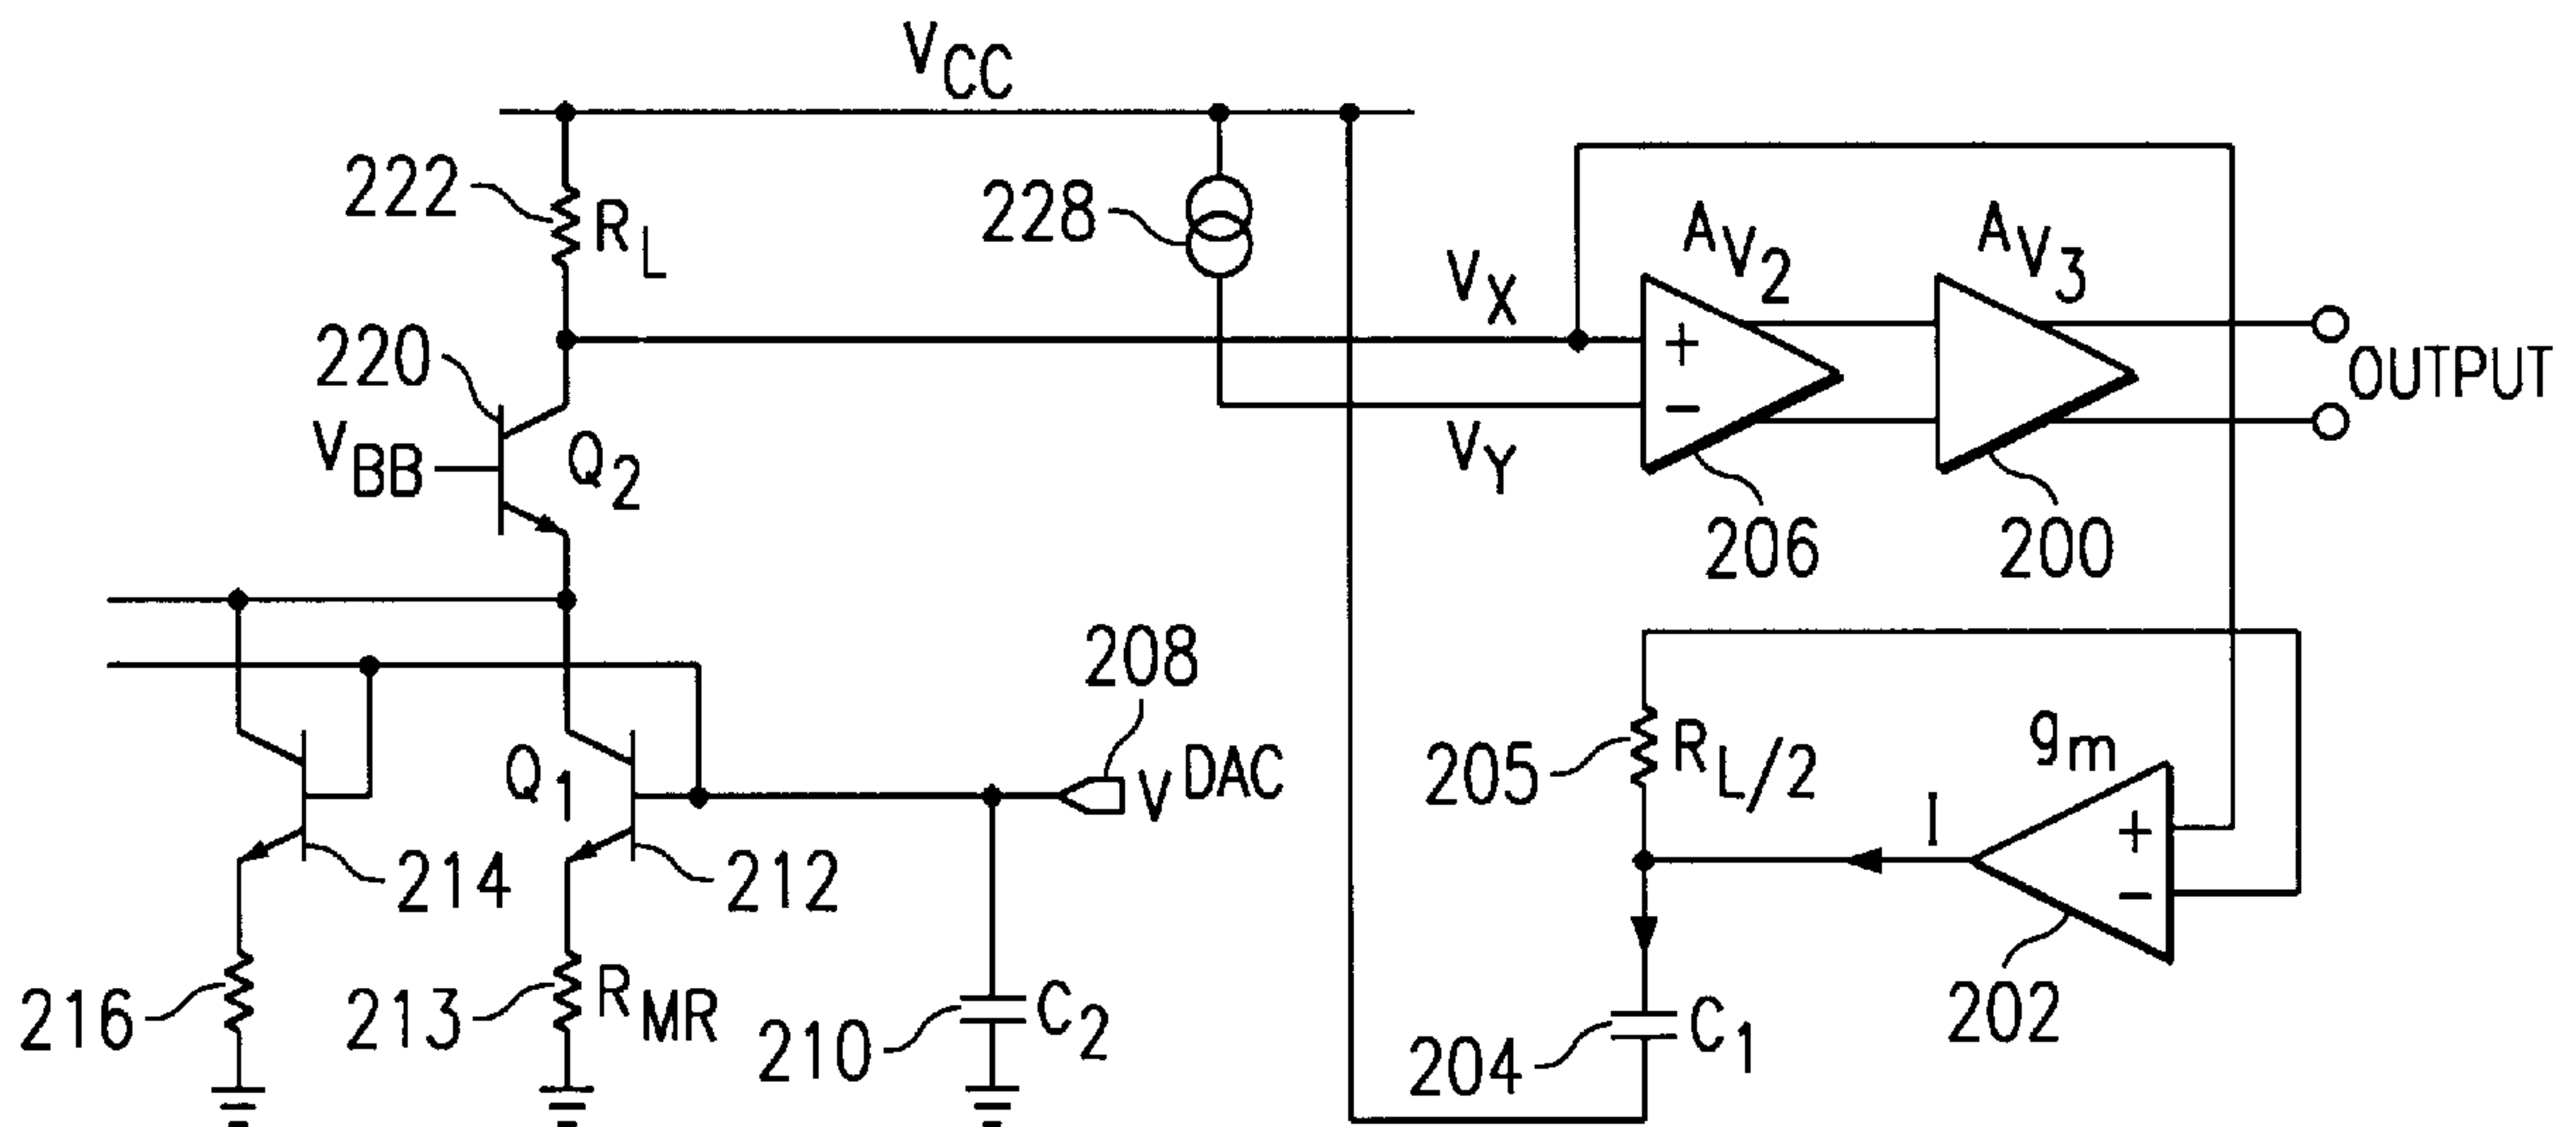 VCC
222
RL
228
AV2
AV3
VX
220
VBB
Q2
VY
OUTPUT
206
200
208
VDAC
Q1
214
212
205
RL/2
gm
I
216
213
RMR
210
C2
204
C1
202